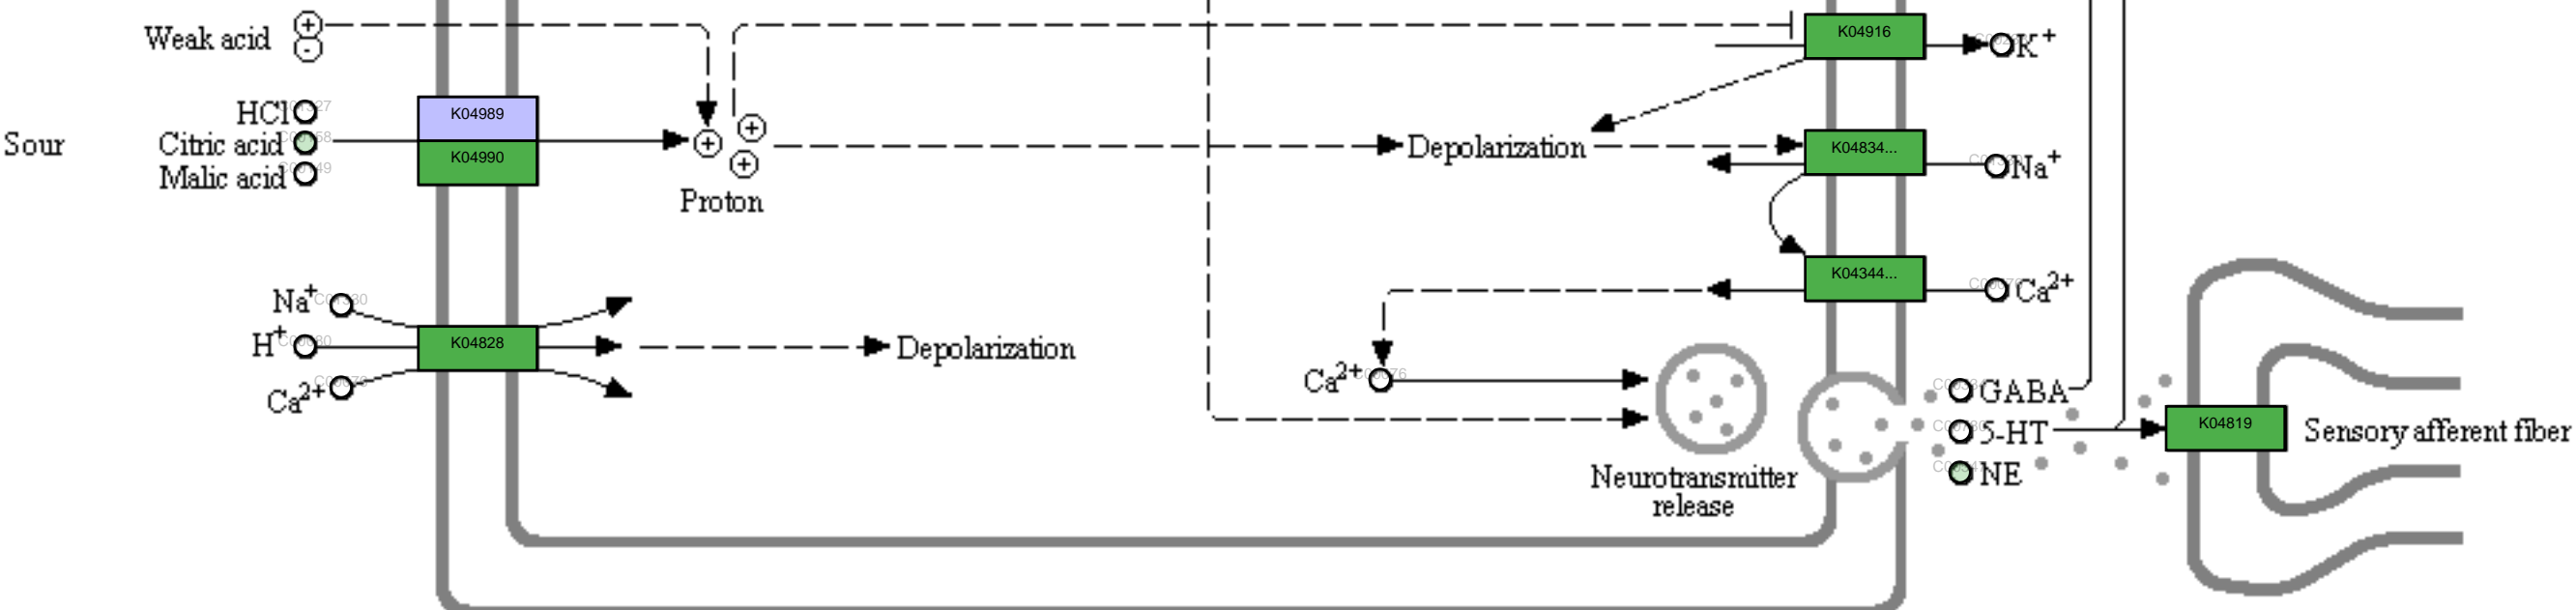 Weak acid
+
-
K04916
K+
HCl
K04989
Citric acid
K04990
Malic acid
Sour
+
+
+
Proton
Depolarization
K04834...
Na+
Na+
H+
Ca2+
K04828
Depolarization
K04344...
Ca2+
Ca2+
Neurotransmitter
release
GABA
5-HT
NE
K04819
Sensory afferent fiber